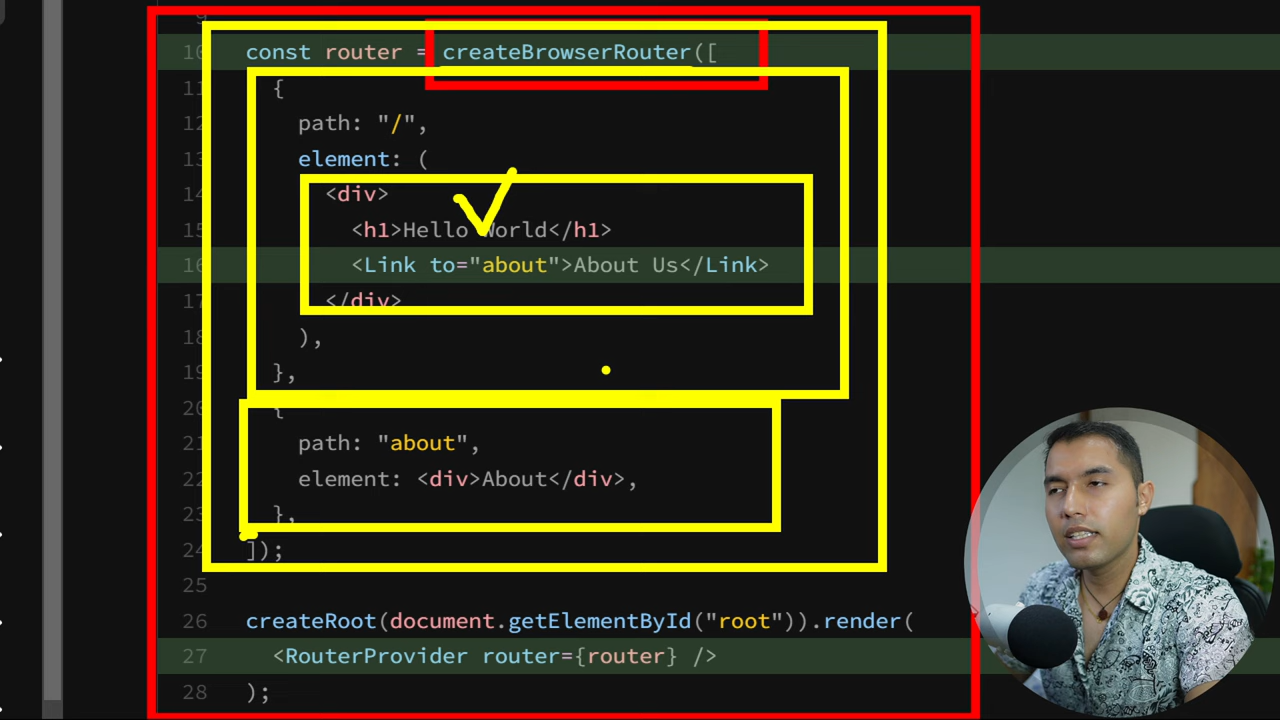 9
10 const router = createBrowserRouter([
11 {
12 path: "/",
13 element: (
14 <div>
15 <h1>Hello World</h1>
16 <Link to="about">About Us</Link>
17 </div>
18 ),
19 },
20 {
21 path: "about",
22 element: <div>About</div>,
23 },
24 ]);
25
26 createRoot(document.getElementById("root")).render(
27 <RouterProvider router={router} />
28 );